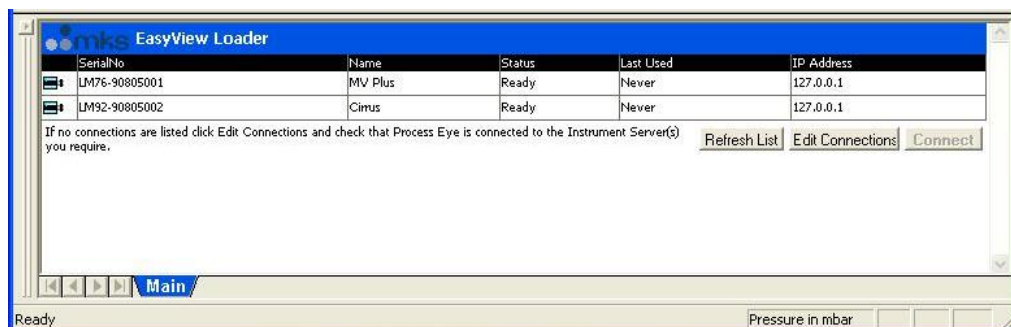 mks EasyView Loader
SerialNo Name Status Last Used IP Address
LM76-90805001 MV Plus Ready Never 127.0.0.1
LM92-90805002 Cirrus Ready Never 127.0.0.1
If no connections are listed click Edit Connections and check that Process Eye is connected to the Instrument Server(s)
you require.
Refresh List Edit Connections Connect
Main
Ready Pressure in mbar